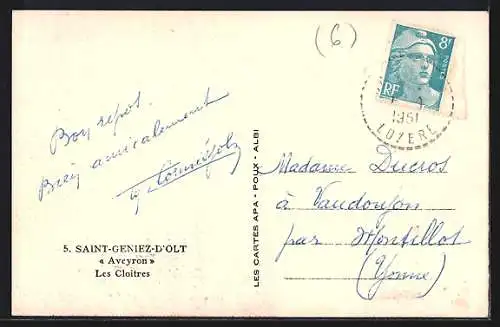 (6)
8F
POSTES
RF
1951
LOZERE
Bon repos.
Bien amicalement
5. SAINT-GENIEZ-D'OLT
« Aveyron »
Les Cloîtres
LES CARTES APA - POUX - ALBI
Madame Ducros
à Vaudonjon
par Montillot
(Yonne)